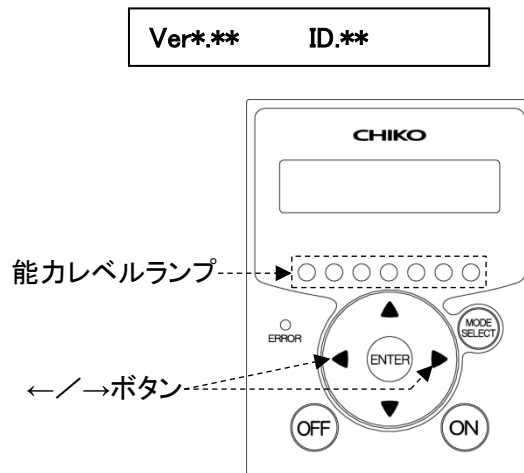 Ver*.** ID.**
CHIKO
能力レベルランプ
MODE
SELECT
ERROR
ENTER
←／→ボタン
OFF
ON